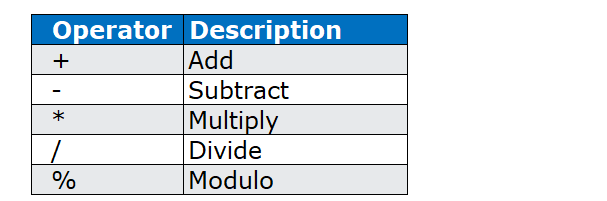 Operator Description
+ Add
- Subtract
* Multiply
/ Divide
% Modulo